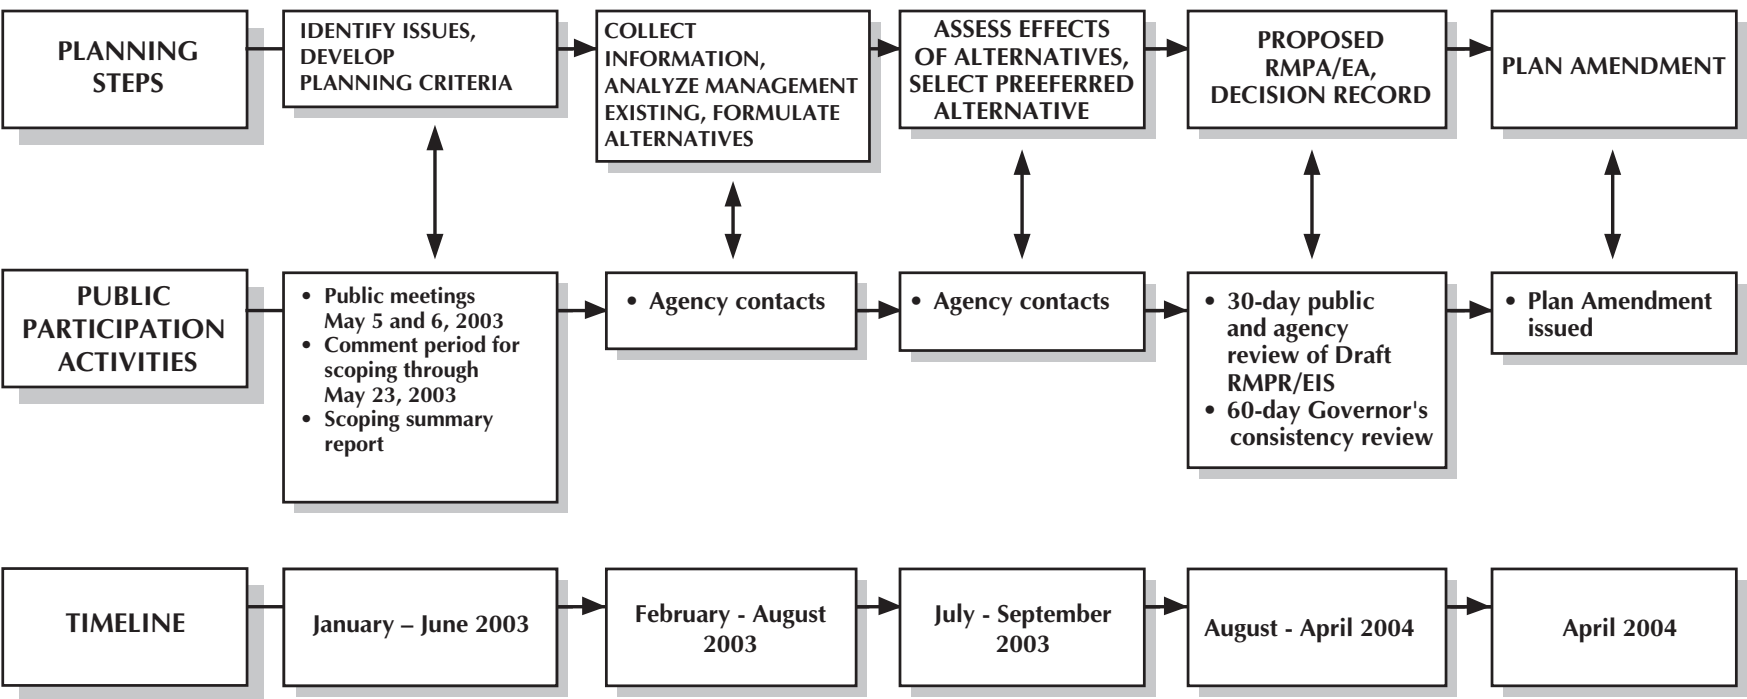 PLANNING
STEPS
IDENTIFY ISSUES,
DEVELOP
PLANNING CRITERIA
COLLECT
INFORMATION,
ANALYZE MANAGEMENT
EXISTING, FORMULATE
ALTERNATIVES
ASSESS EFFECTS
OF ALTERNATIVES,
SELECT PREEFERRED
ALTERNATIVE
PROPOSED
RMPA/EA,
DECISION RECORD
PLAN AMENDMENT
PUBLIC
PARTICIPATION
ACTIVITIES
• Public meetings
May 5 and 6, 2003
• Comment period for
scoping through
May 23, 2003
• Scoping summary
report
• Agency contacts
• Agency contacts
• 30-day public
and agency
review of Draft
RMPR/EIS
• 60-day Governor's
consistency review
• Plan Amendment
issued
TIMELINE
January – June 2003
February - August
2003
July - September
2003
August - April 2004
April 2004